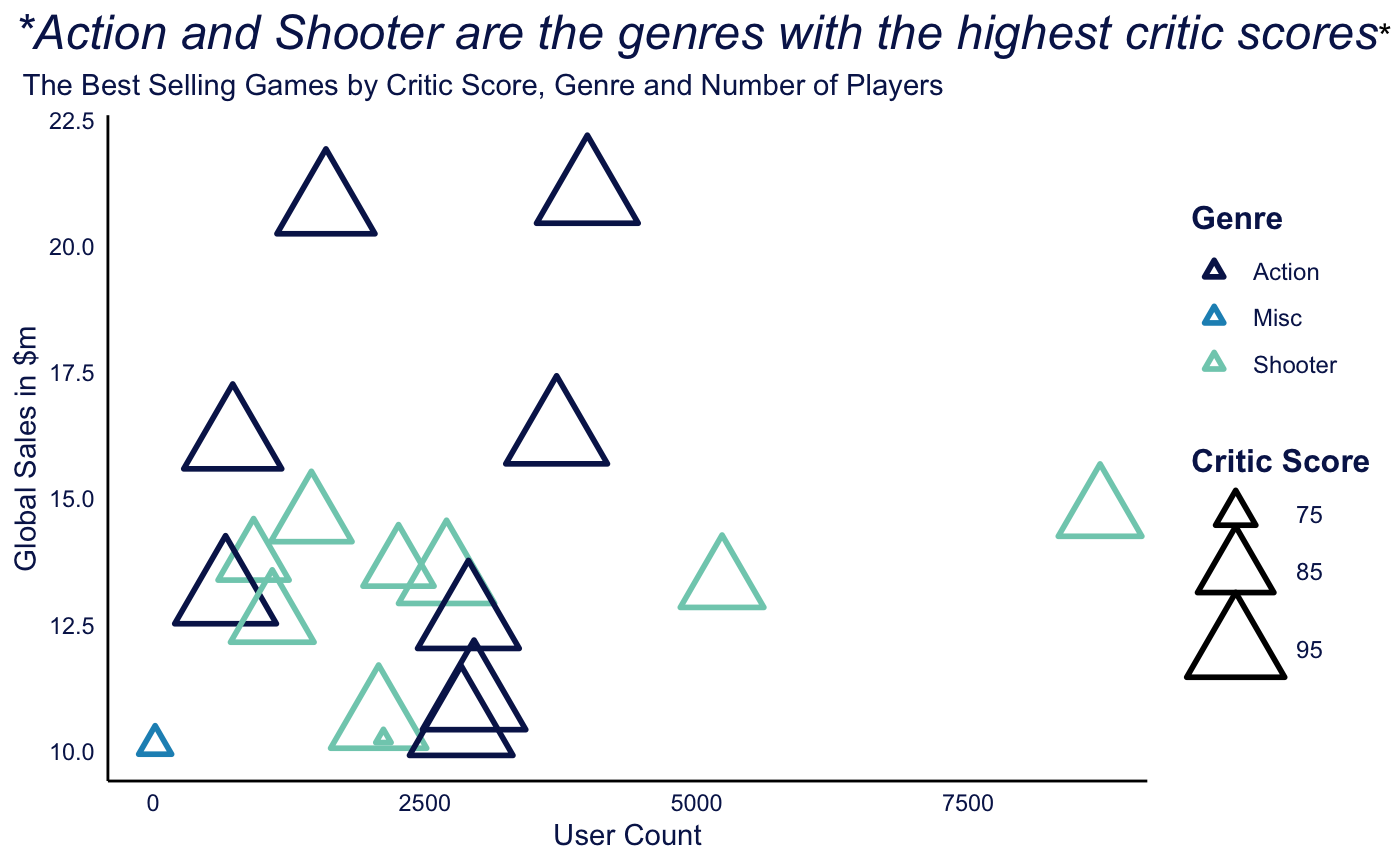 *Action and Shooter are the genres with the highest critic scores*
The Best Selling Games by Critic Score, Genre and Number of Players
22.5
20.0
17.5
15.0
12.5
10.0
Global Sales in $m
0
2500
5000
7500
User Count
Genre
Action
Misc
Shooter
Critic Score
75
85
95